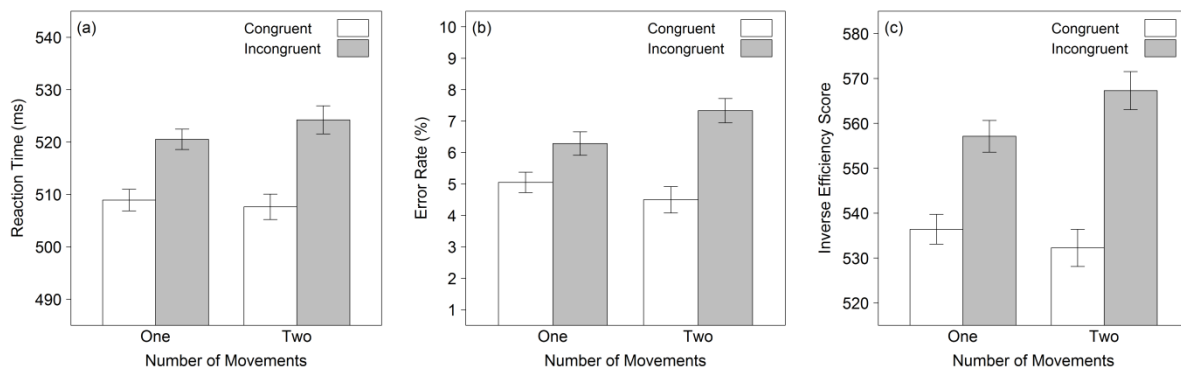 (a)
Congruent
Incongruent
540
530
520
510
500
490
Reaction Time (ms)
One
Two
Number of Movements
(b)
Congruent
Incongruent
10
9
8
7
6
5
4
3
2
1
Error Rate (%)
One
Two
Number of Movements
(c)
Congruent
Incongruent
580
570
560
550
540
530
520
Inverse Efficiency Score
One
Two
Number of Movements